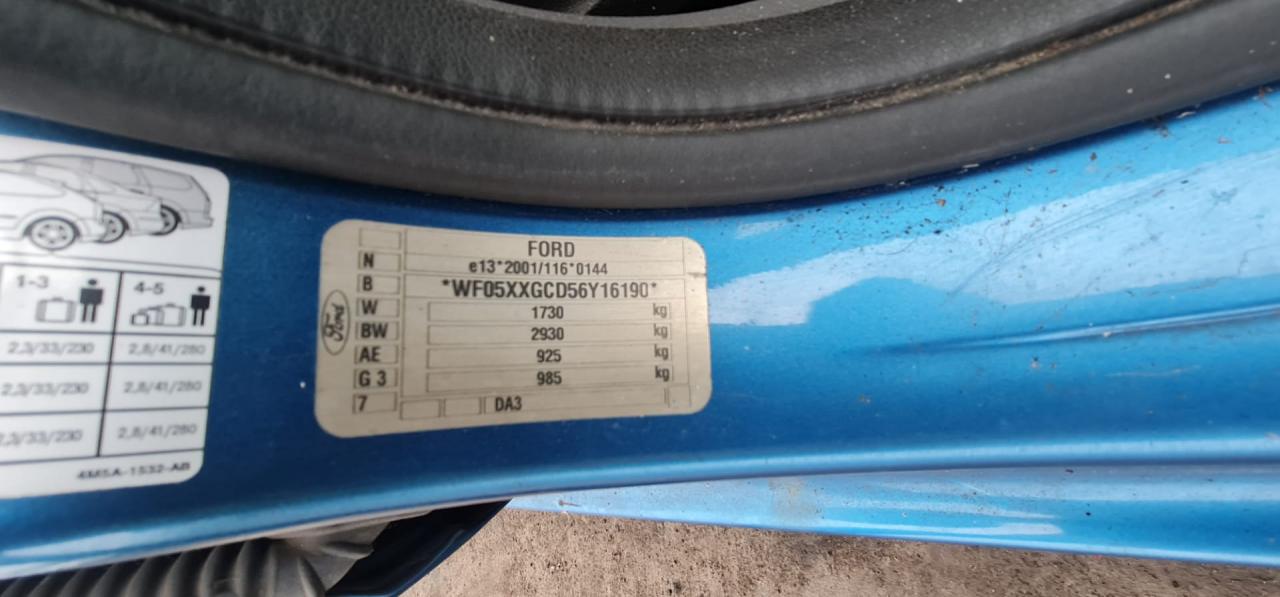 1-3 4-5
2,3/33/230 2,8/41/280
2,3/33/230 2,8/41/280
2,3/33/230 2,8/41/280
4M5A-1532-AB
Ford
FORD
N e13*2001/116*0144
B *WF05XXGCD56Y16190*
W 1730 kg
BW 2930 kg
AE 925 kg
G 3 985 kg
7 DA3